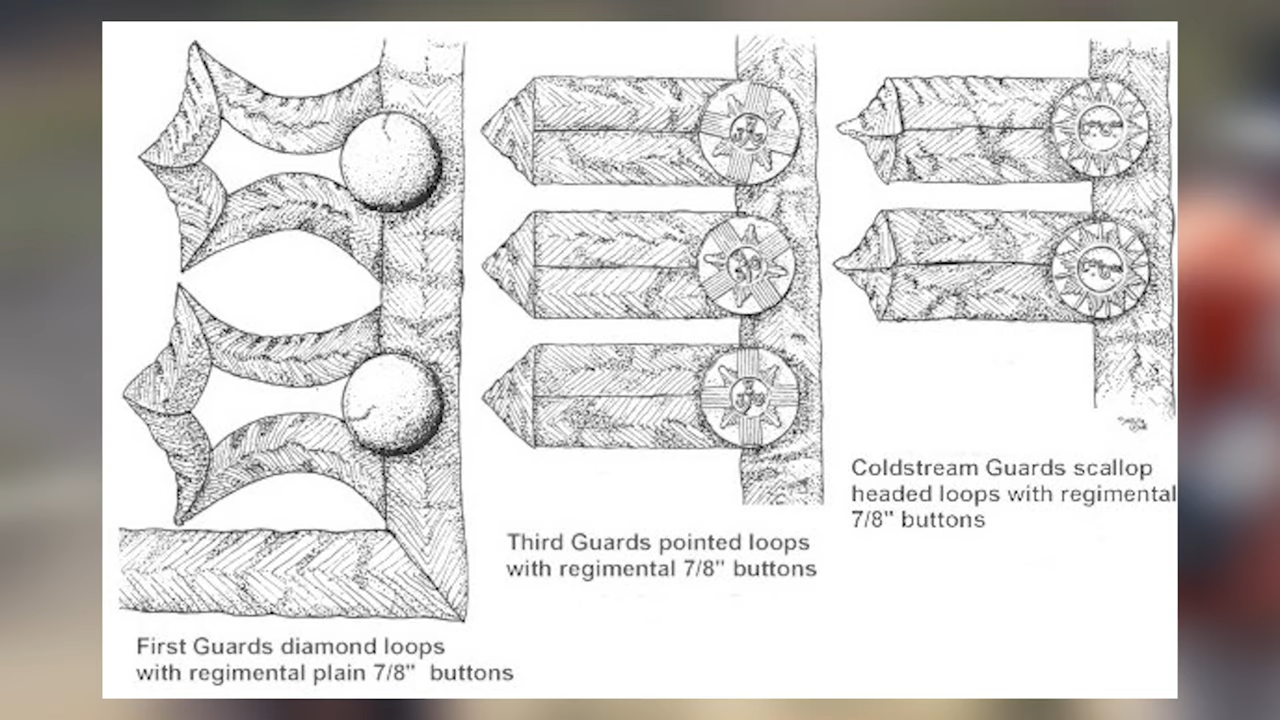 First Guards diamond loops
with regimental plain 7/8" buttons
Third Guards pointed loops
with regimental 7/8" buttons
Coldstream Guards scallop
headed loops with regimental
7/8" buttons